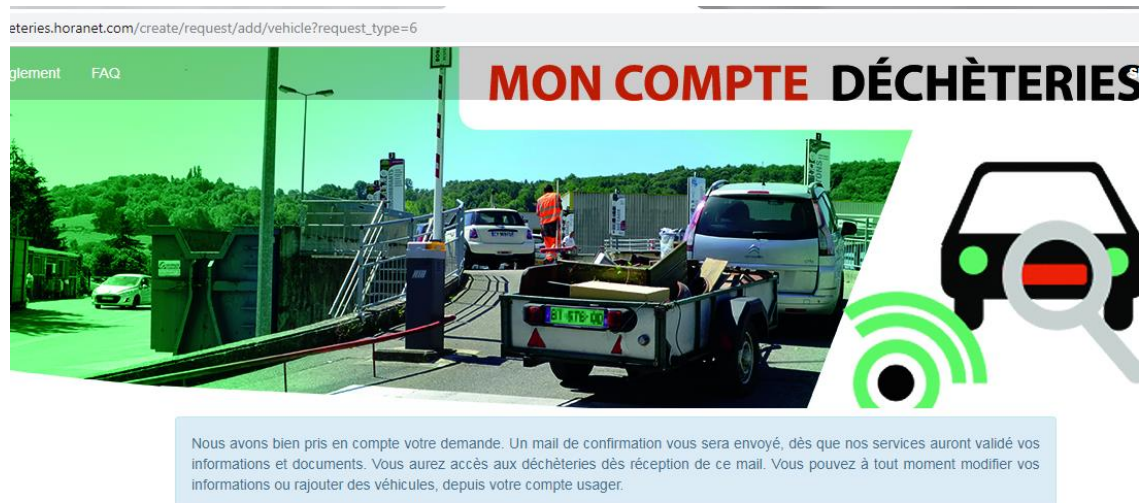 eteries.horanet.com/create/request/add/vehicle?request_type=6
glement FAQ
MON COMPTE DÉCHÈTERIES
Nous avons bien pris en compte votre demande. Un mail de confirmation vous sera envoyé, dès que nos services auront validé vos
informations et documents. Vous aurez accès aux déchèteries dès réception de ce mail. Vous pouvez à tout moment modifier vos
informations ou rajouter des véhicules, depuis votre compte usager.